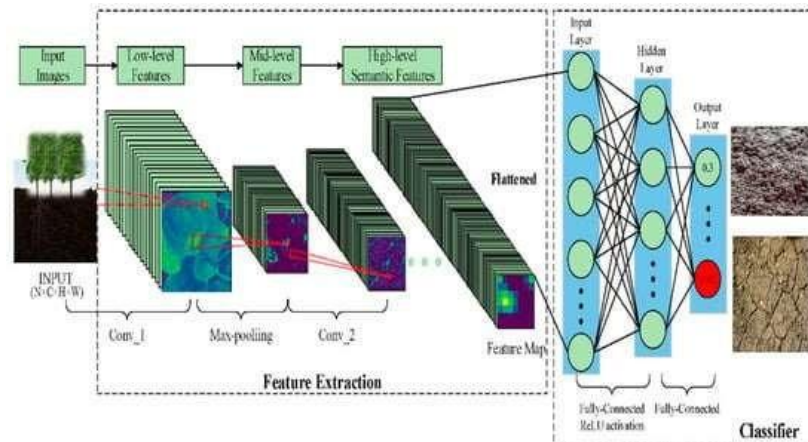 Input
Images
Low-level
Features
Mid-level
Features
High-level
Semantic Features
Input
Layer
Hidden
Layer
Output
Layer
0.3
Flattened
INPUT
(N×C×H×W)
Conv_1
Max-pooliing
Conv_2
Feature Map
Feature Extraction
Fully-Connected
ReLU activation
Fully-Connected
Classifier